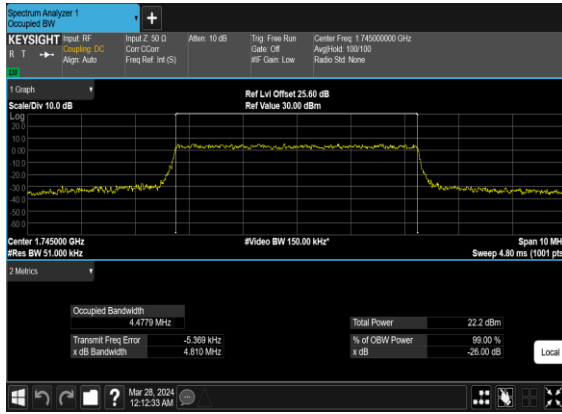 Spectrum Analyzer 1
Occupied BW
+
KEYSIGHT Input: RF Input Z: 50 Ω Atten: 10 dB Trig: Free Run Center Freq: 1.745000000 GHz
R T Coupling: DC Corr CCorr Gate: Off Avg|Hold: 100/100
Align: Auto Freq Ref: Int (S) #IF Gain: Low Radio Std: None
LXI
1 Graph
Ref Lvl Offset 25.60 dB
Scale/Div 10.0 dB Ref Value 30.00 dBm
Log
20.0
10.0
0.00
-10.0
-20.0
-30.0
-40.0
-50.0
-60.0
Center 1.745000 GHz #Video BW 150.00 kHz* Span 10 MH
#Res BW 51.000 kHz Sweep 4.80 ms (1001 pts
2 Metrics
Occupied Bandwidth
4.4779 MHz Total Power 22.2 dBm
Transmit Freq Error -5.369 kHz % of OBW Power 99.00 %
x dB Bandwidth 4.810 MHz x dB -26.00 dB
Local
? Mar 28, 2024
12:12:33 AM